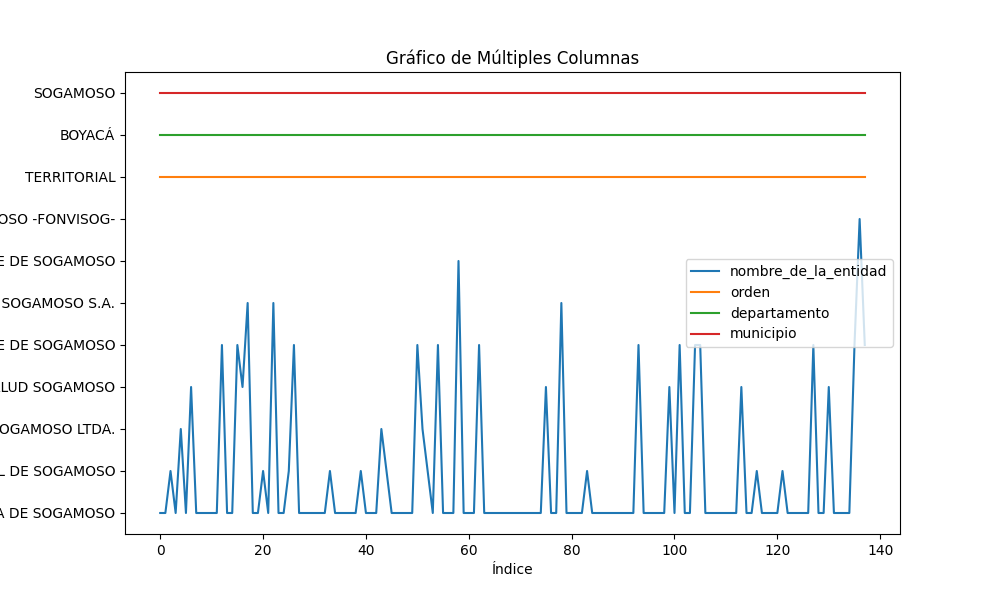 Gráfico de Múltiples Columnas
SOGAMOSO
BOYACÁ
TERRITORIAL
OSO -FONVISOG-
E DE SOGAMOSO
SOGAMOSO S.A.
E DE SOGAMOSO
LUD SOGAMOSO
OGAMOSO LTDA.
L DE SOGAMOSO
A DE SOGAMOSO
nombre_de_la_entidad
orden
departamento
municipio
0 20 40 60 80 100 120 140
Índice